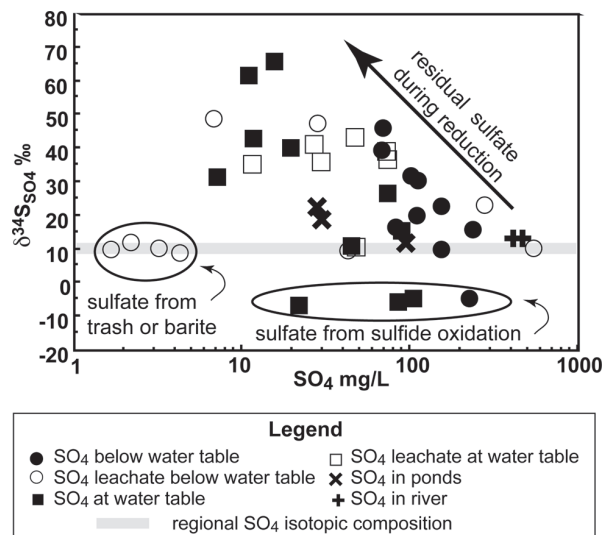 80
70
60
50
40
30
20
10
0
-10
-20
δ34SSO4 ‰
residual sulfate
during reduction
sulfate from
trash or barite
sulfate from sulfide oxidation
1 10 100 1000
SO4 mg/L
Legend
SO4 below water table
SO4 leachate below water table
SO4 at water table
SO4 leachate at water table
SO4 in ponds
SO4 in river
regional SO4 isotopic composition